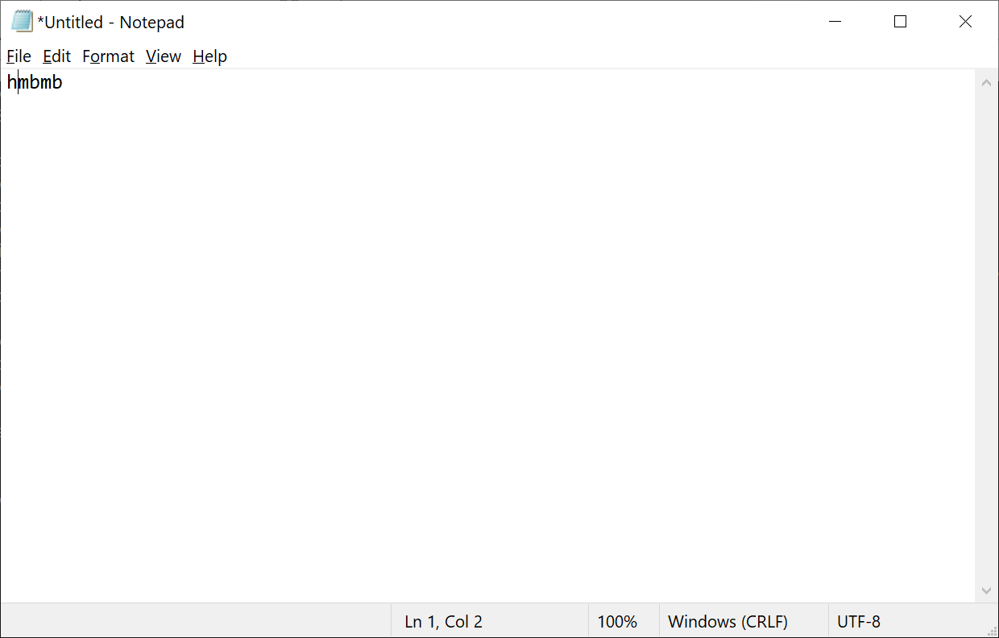 *Untitled - Notepad
File Edit Format View Help
hmbmb
Ln 1, Col 2 100% Windows (CRLF) UTF-8